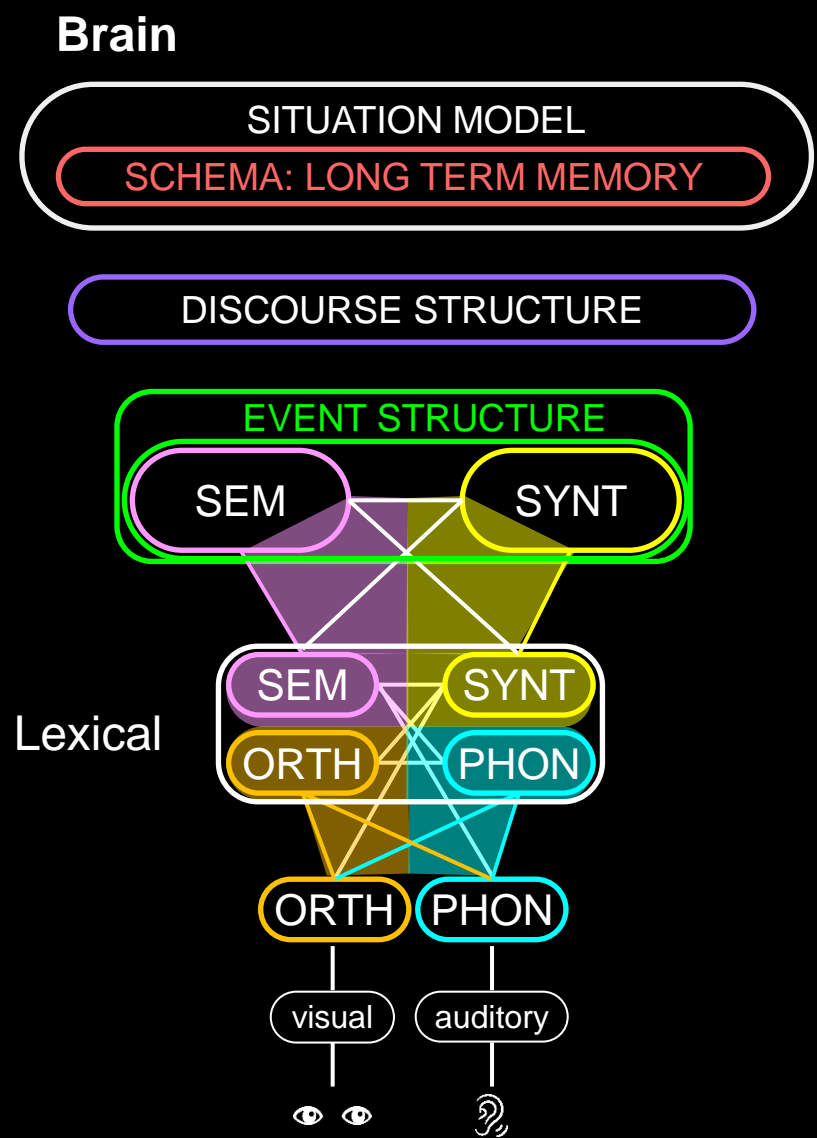 Brain
SITUATION MODEL
SCHEMA: LONG TERM MEMORY
DISCOURSE STRUCTURE
EVENT STRUCTURE
SEM SYNT
SEM SYNT
Lexical
ORTH PHON
ORTH PHON
visual auditory